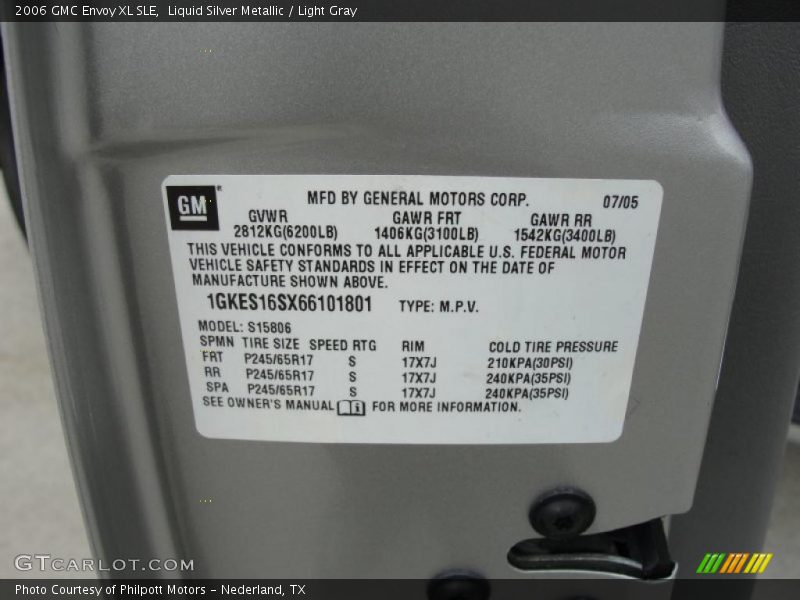 2006 GMC Envoy XL SLE,  Liquid Silver Metallic / Light Gray
GM
MFD BY GENERAL MOTORS CORP. 07/05
GVWR GAWR FRT GAWR RR
2812KG(6200LB) 1406KG(3100LB) 1542KG(3400LB)
THIS VEHICLE CONFORMS TO ALL APPLICABLE U.S. FEDERAL MOTOR
VEHICLE SAFETY STANDARDS IN EFFECT ON THE DATE OF
MANUFACTURE SHOWN ABOVE.
1GKES16SX66101801 TYPE: M.P.V.
MODEL: S15806
SPMN TIRE SIZE SPEED RTG RIM COLD TIRE PRESSURE
FRT P245/65R17 S 17X7J 210KPA(30PSI)
RR P245/65R17 S 17X7J 240KPA(35PSI)
SPA P245/65R17 S 17X7J 240KPA(35PSI)
SEE OWNER'S MANUAL FOR MORE INFORMATION.
GTCARLOT.COM
Photo Courtesy of Philpott Motors - Nederland, TX